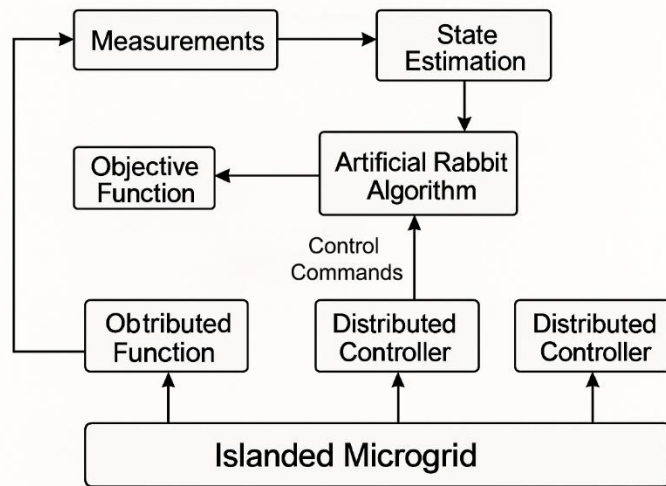 Measurements
State
Estimation
Objective
Function
Artificial Rabbit
Algorithm
Control
Commands
Obtributed
Function
Distributed
Controller
Distributed
Controller
Islanded Microgrid